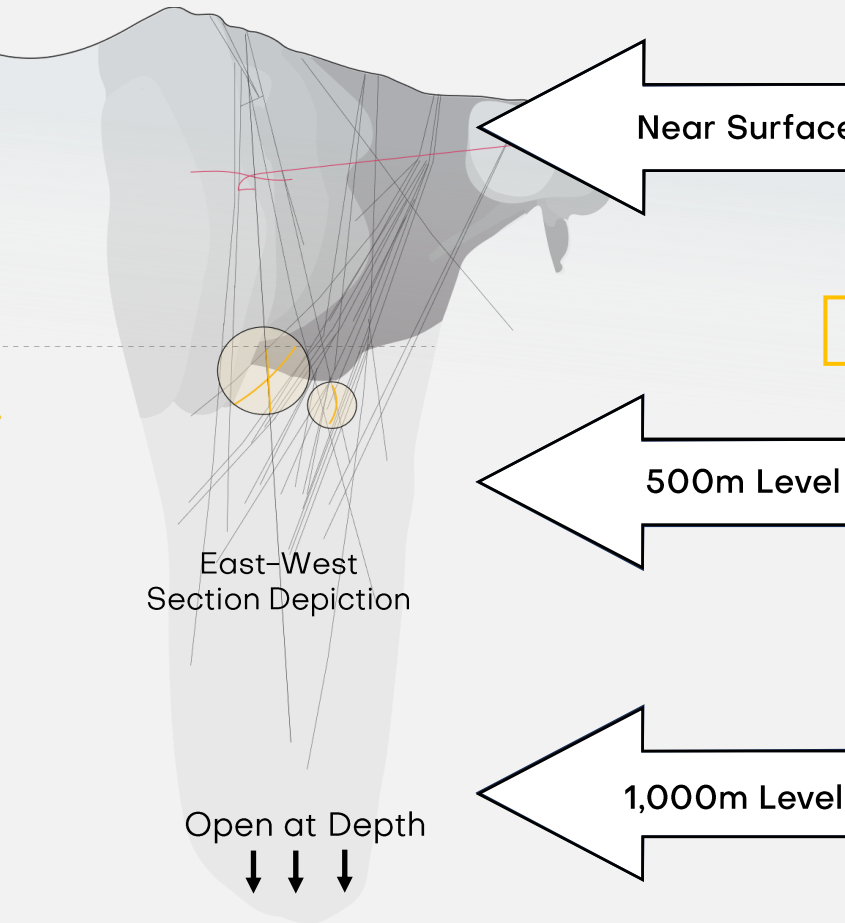 Near Surface
500m Level
East-West
Section Depiction
1,000m Level
Open at Depth